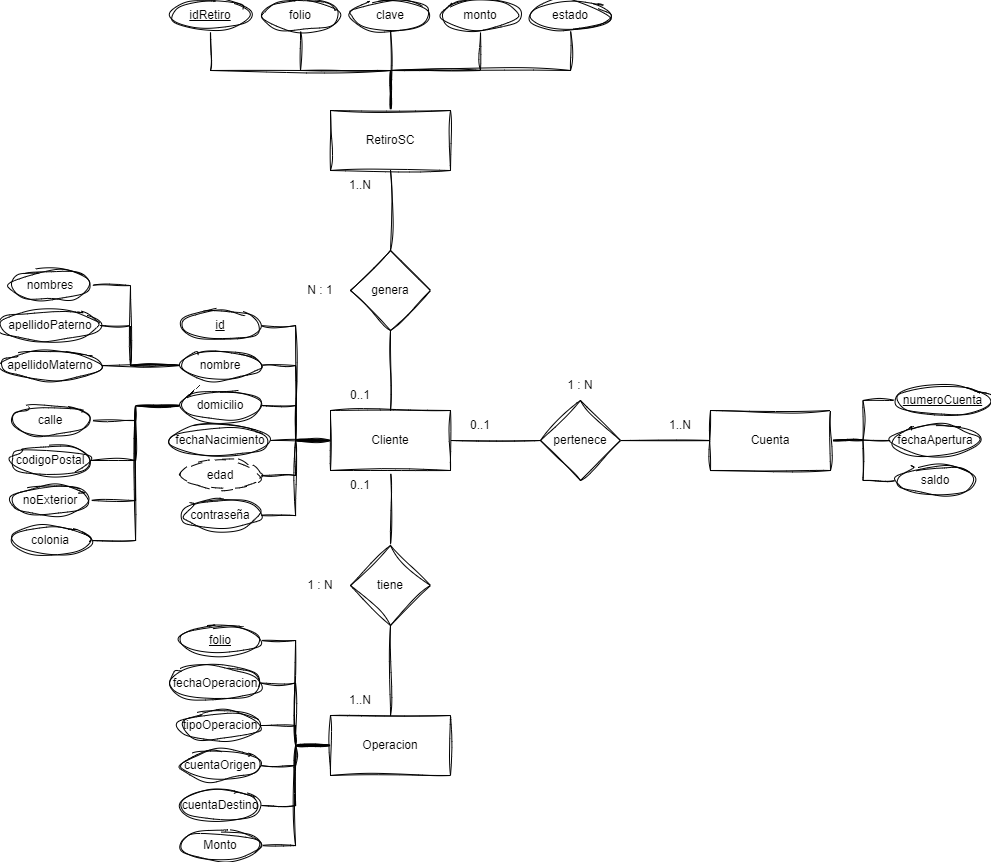 idRetiro
folio
clave
monto
estado
RetiroSC
1..N
genera
N : 1
nombres
apellidoPaterno
apellidoMaterno
id
nombre
domicilio
fechaNacimiento
edad
contraseña
calle
codigoPostal
noExterior
colonia
0..1
Cliente
0..1
0..1
1 : N
pertenece
1..N
Cuenta
numeroCuenta
fechaApertura
saldo
1 : N
tiene
1..N
Operacion
folio
fechaOperacion
tipoOperacion
cuentaOrigen
cuentaDestino
Monto